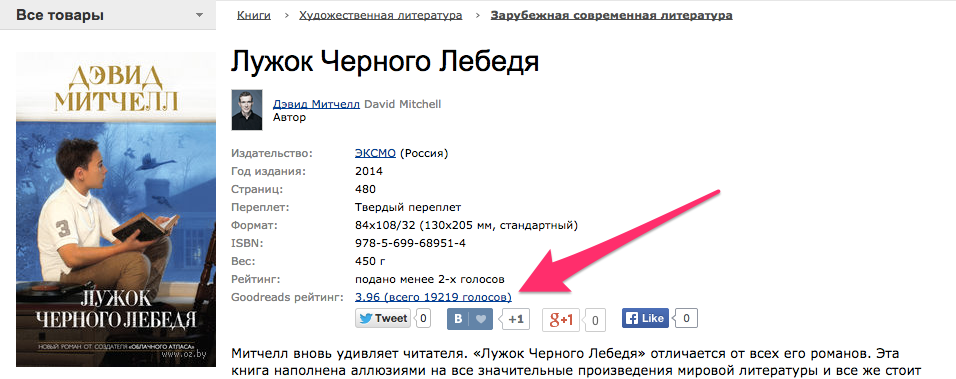 Все товары
Книги › Художественная литература › Зарубежная современная литература
ДЭВИД
МИТЧЕЛЛ
3
ЛУЖОК
ЧЕРНОГО ЛЕБЕДЯ
НОВЫЙ РОМАН ОТ СОЗДАТЕЛЯ «ОБЛАЧНОГО АТЛАСА»
www.oz.by
Лужок Черного Лебедя
Дэвид Митчелл David Mitchell
Автор
Издательство: ЭКСМО (Россия)
Год издания: 2014
Страниц: 480
Переплет: Твердый переплет
Формат: 84x108/32 (130x205 мм, стандартный)
ISBN: 978-5-699-68951-4
Вес: 450 г
Рейтинг: подано менее 2-х голосов
Goodreads рейтинг: 3.96 (всего 19219 голосов)
Tweet 0 B +1 g+1 0 f Like 0
Митчелл вновь удивляет читателя. «Лужок Черного Лебедя» отличается от всех его романов. Эта
книга наполнена аллюзиями на все значительные произведения мировой литературы и все же стоит